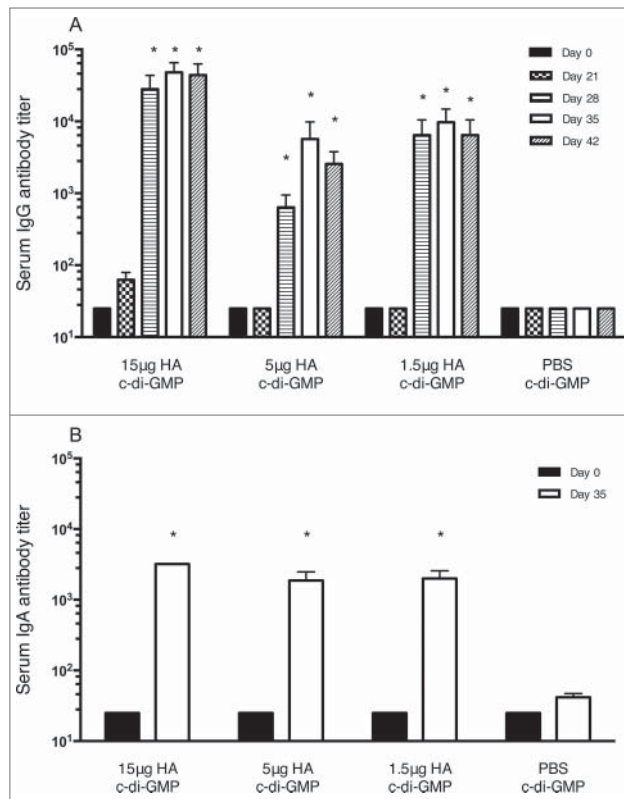 A
Serum IgG antibody titer
10⁵
10⁴
10³
10²
10¹
* * *
* * *
* * *
Day 0
Day 21
Day 28
Day 35
Day 42
15µg HA
c-di-GMP
5µg HA
c-di-GMP
1.5µg HA
c-di-GMP
PBS
c-di-GMP
B
Serum IgA antibody titer
10⁵
10⁴
10³
10²
10¹
* * *
Day 0
Day 35
15µg HA
c-di-GMP
5µg HA
c-di-GMP
1.5µg HA
c-di-GMP
PBS
c-di-GMP